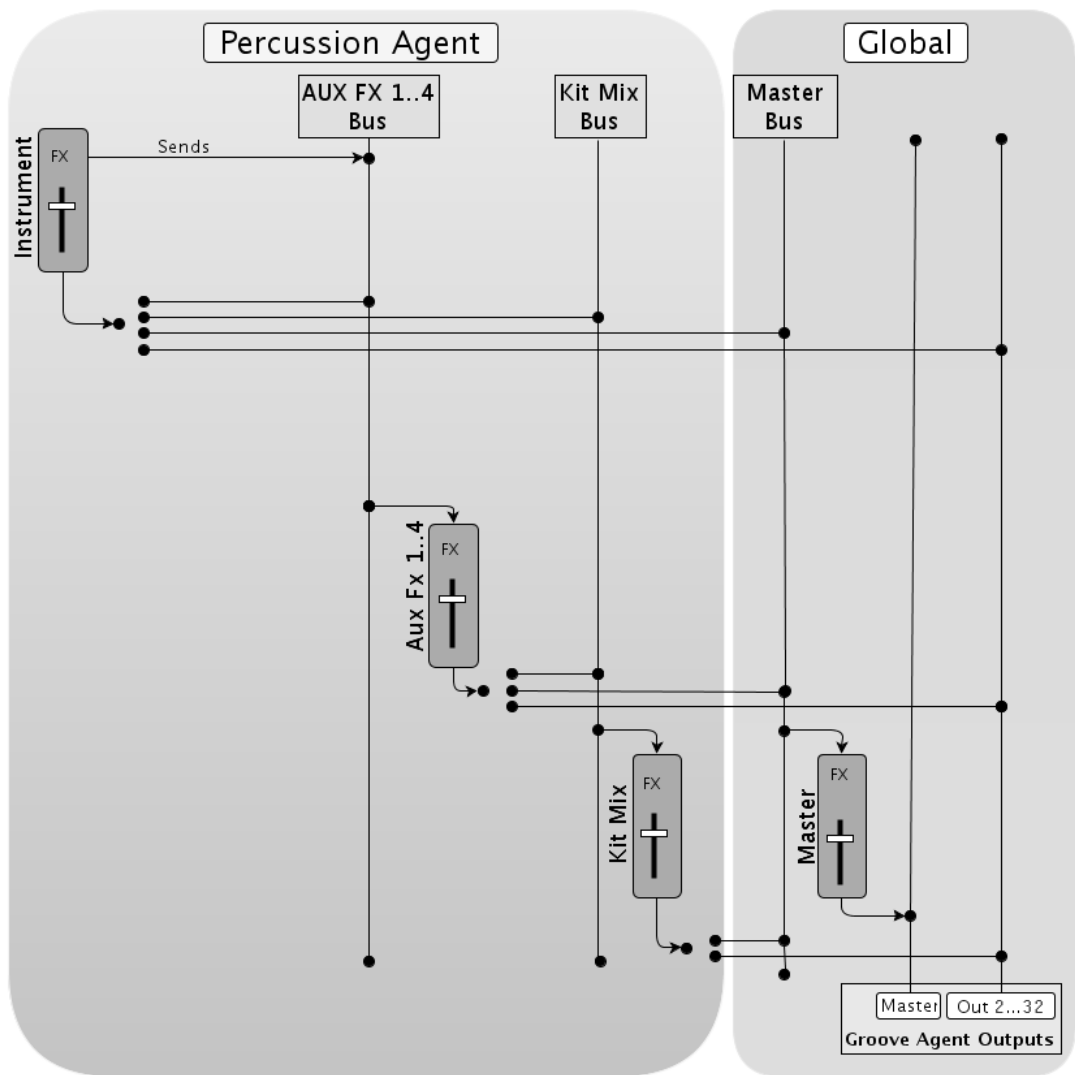 Percussion Agent
Global
AUX FX 1..4
Bus
Kit Mix
Bus
Master
Bus
Instrument
FX
Sends
Aux Fx 1..4
FX
Kit Mix
FX
Master
FX
Master
Out 2...32
Groove Agent Outputs